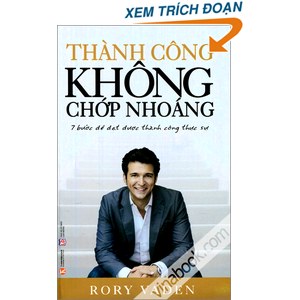 XEM TRÍCH ĐOẠN
THÀNH CÔNG
KHÔNG
CHỚP NHOÁNG
7 bước để đạt được thành công thực sự
RORY VADEN